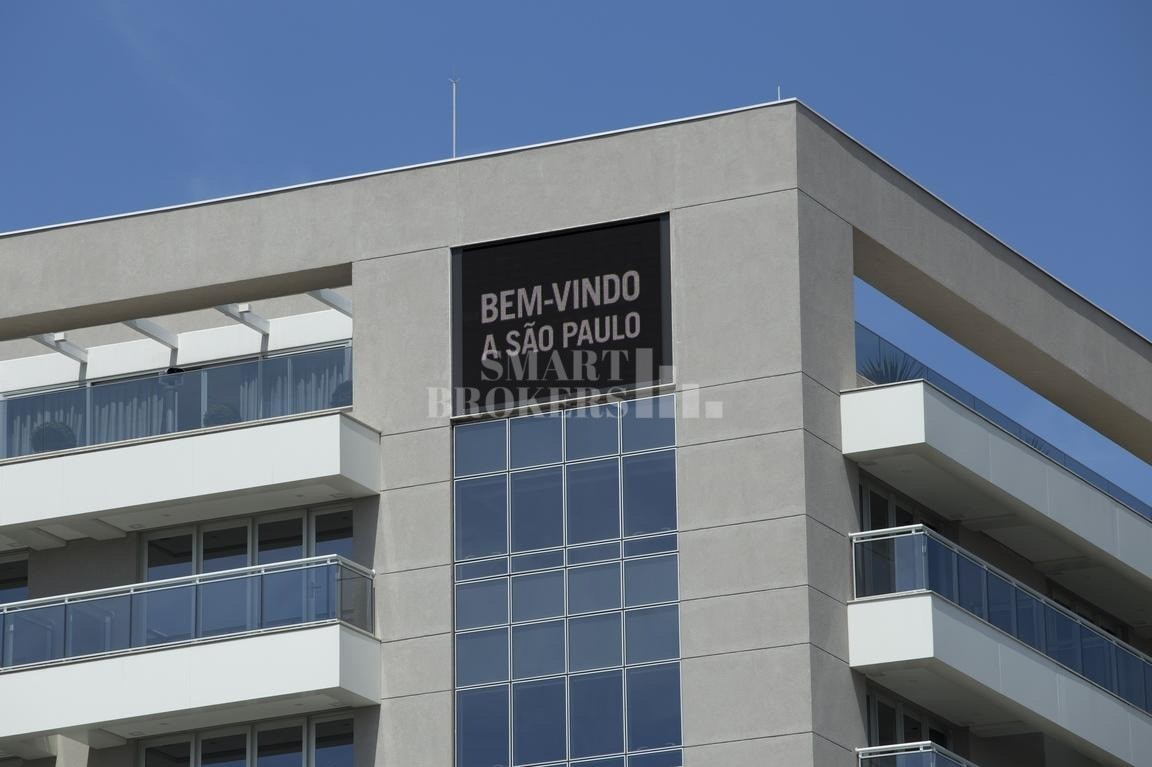 BEM-VINDO
A SÃO PAULO
SMART
BROKERS